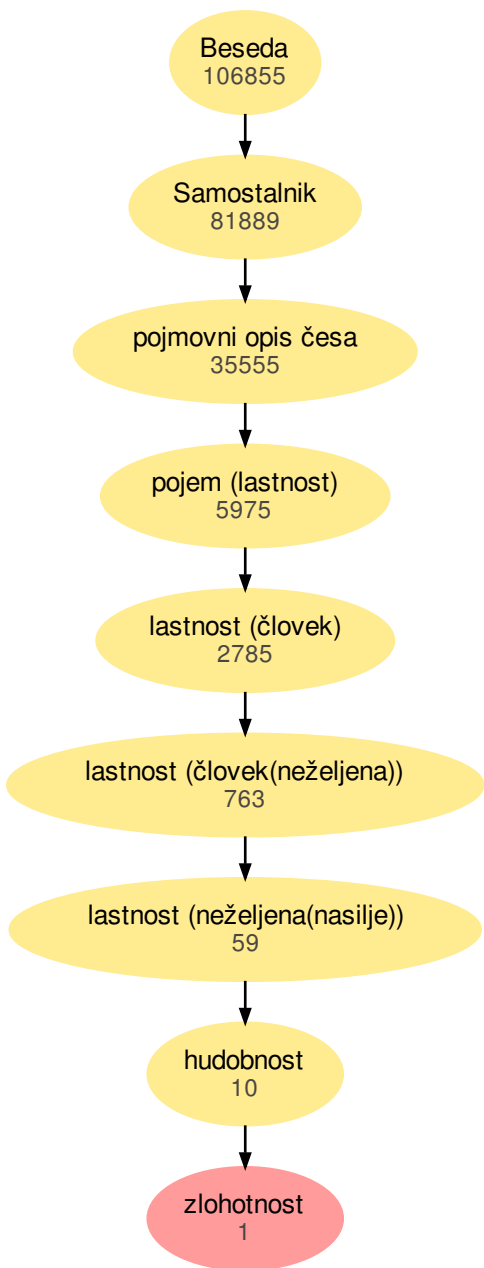 Beseda
106855
Samostalnik
81889
pojmovni opis česa
35555
pojem (lastnost)
5975
lastnost (človek)
2785
lastnost (človek(neželjena))
763
lastnost (neželjena(nasilje))
59
hudobnost
10
zlohotnost
1